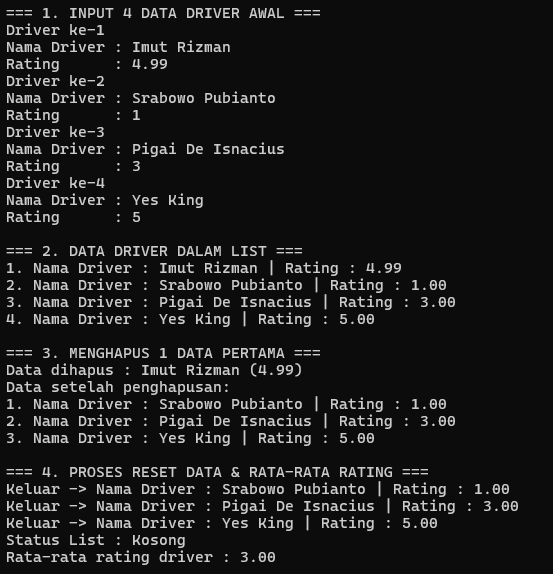 === 1. INPUT 4 DATA DRIVER AWAL ===
Driver ke-1
Nama Driver : Imut Rizman
Rating      : 4.99
Driver ke-2
Nama Driver : Srabowo Pubianto
Rating      : 1
Driver ke-3
Nama Driver : Pigai De Isnacius
Rating      : 3
Driver ke-4
Nama Driver : Yes King
Rating      : 5

=== 2. DATA DRIVER DALAM LIST ===
1. Nama Driver : Imut Rizman | Rating : 4.99
2. Nama Driver : Srabowo Pubianto | Rating : 1.00
3. Nama Driver : Pigai De Isnacius | Rating : 3.00
4. Nama Driver : Yes King | Rating : 5.00

=== 3. MENGHAPUS 1 DATA PERTAMA ===
Data dihapus : Imut Rizman (4.99)
Data setelah penghapusan:
1. Nama Driver : Srabowo Pubianto | Rating : 1.00
2. Nama Driver : Pigai De Isnacius | Rating : 3.00
3. Nama Driver : Yes King | Rating : 5.00

=== 4. PROSES RESET DATA & RATA-RATA RATING ===
Keluar -> Nama Driver : Srabowo Pubianto | Rating : 1.00
Keluar -> Nama Driver : Pigai De Isnacius | Rating : 3.00
Keluar -> Nama Driver : Yes King | Rating : 5.00
Status List : Kosong
Rata-rata rating driver : 3.00